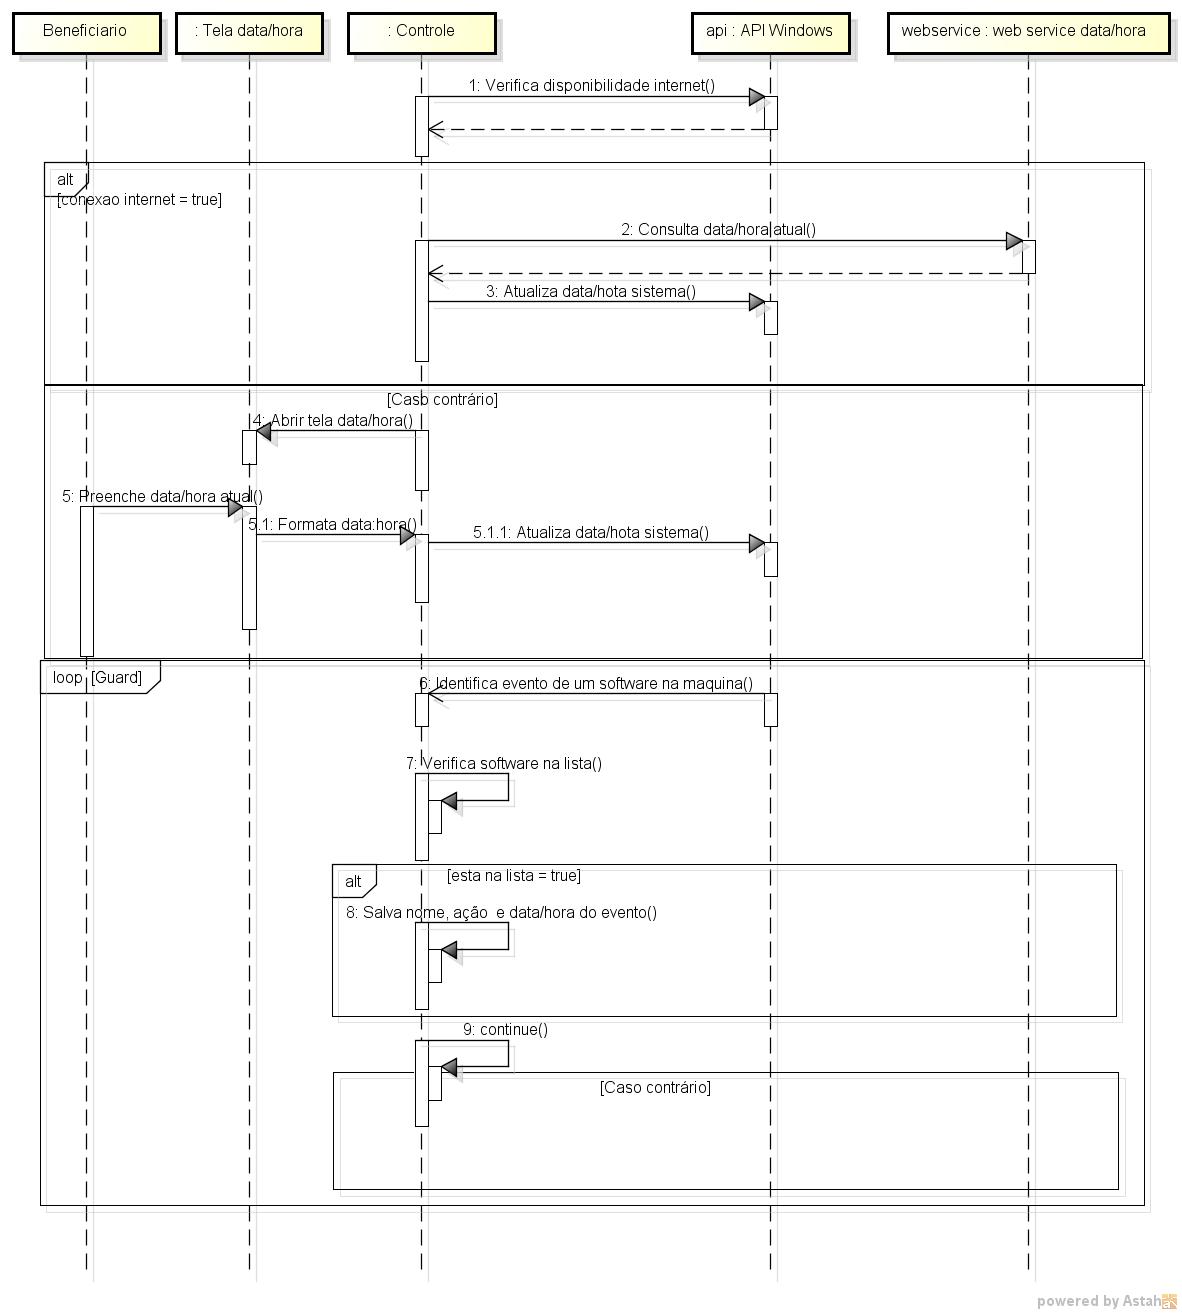 Beneficiario
: Tela data/hora
: Controle
api : API Windows
webservice : web service data/hora
1: Verifica disponibilidade internet()
alt
[conexao internet = true]
2: Consulta data/hora atual()
3: Atualiza data/hota sistema()
[Caso contrário]
4: Abrir tela data/hora()
5: Preenche data/hora atual()
5.1: Formata data:hora()
5.1.1: Atualiza data/hota sistema()
loop [Guard]
6: Identifica evento de um software na maquina()
7: Verifica software na lista()
alt
[esta na lista = true]
8: Salva nome, ação e data/hora do evento()
9: continue()
[Caso contrário]
powered by Astah